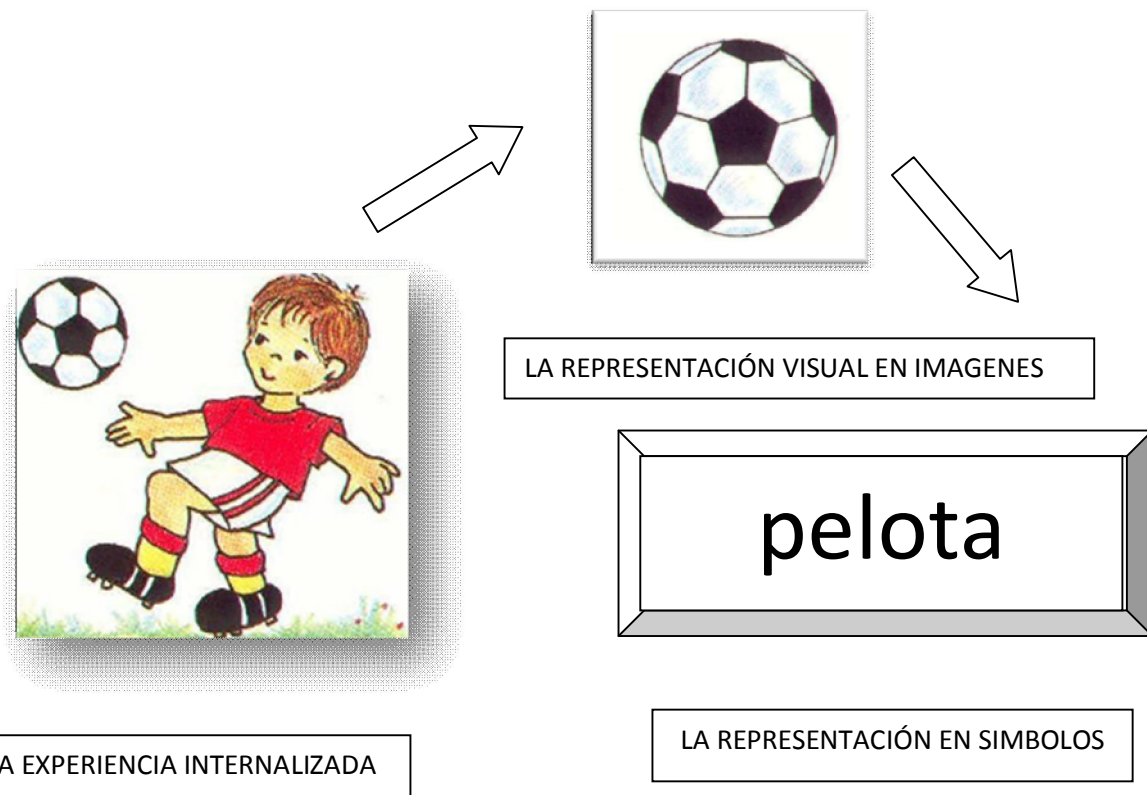 LA REPRESENTACIÓN VISUAL EN IMAGENES
pelota
LA REPRESENTACIÓN EN SIMBOLOS
A EXPERIENCIA INTERNALIZADA